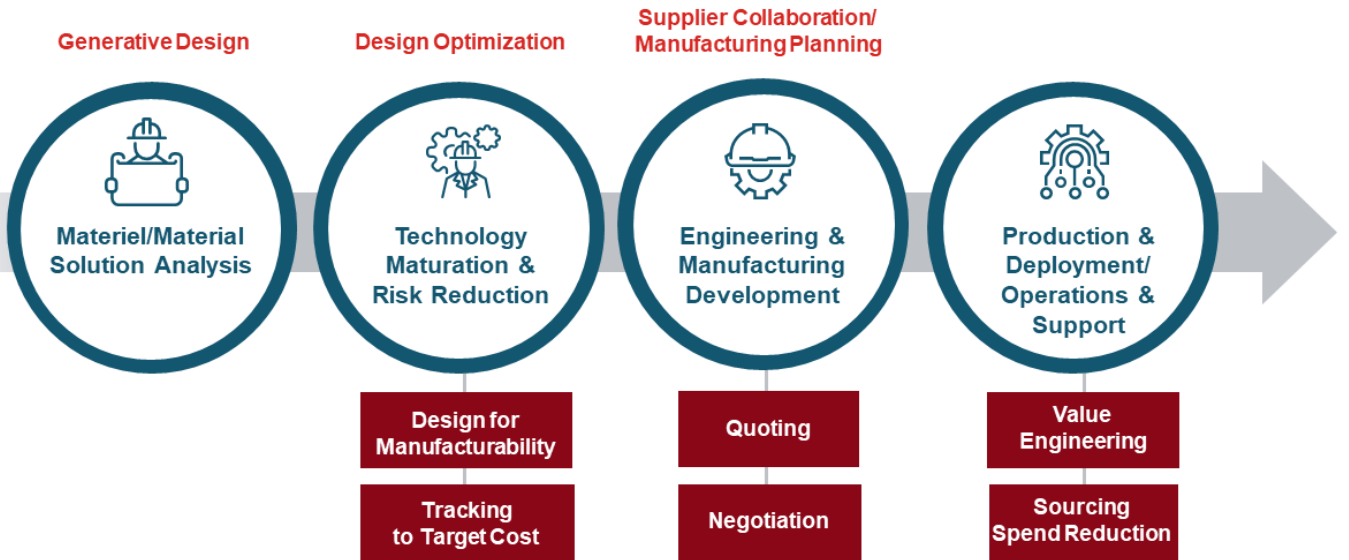 Generative Design
Design Optimization
Supplier Collaboration/
Manufacturing Planning
Materiel/Material
Solution Analysis
Technology
Maturation &
Risk Reduction
Engineering &
Manufacturing
Development
Production &
Deployment/
Operations &
Support
Design for
Manufacturability
Tracking
to Target Cost
Quoting
Negotiation
Value
Engineering
Sourcing
Spend Reduction